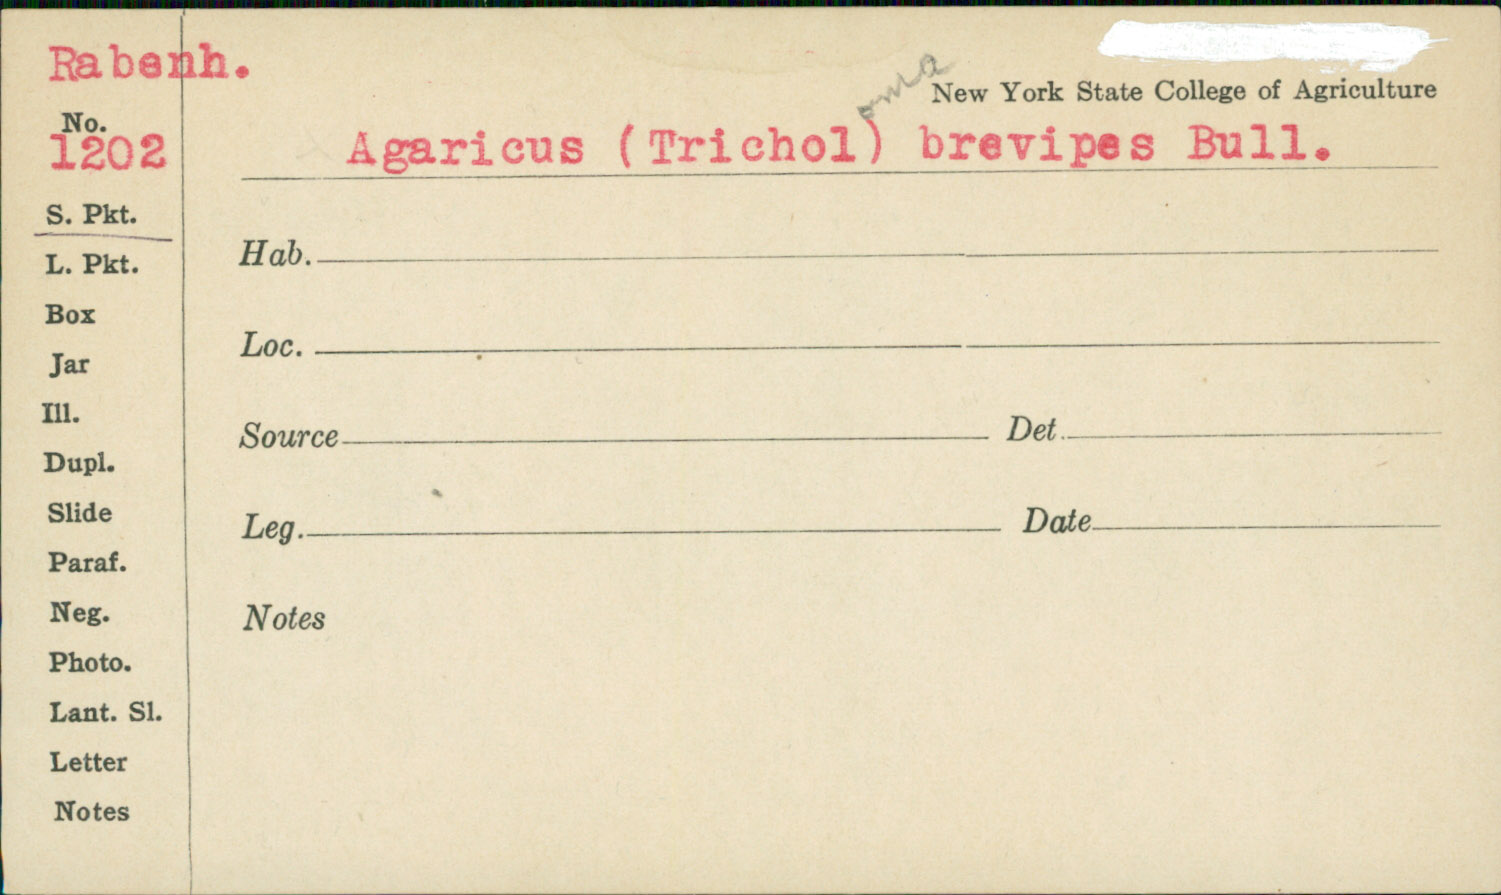 Rabenh.
New York State College of Agriculture
No.
1202
oma
Agaricus (Trichol) brevipes Bull.
S. Pkt.
L. Pkt.
Box
Jar
Ill.
Dupl.
Slide
Paraf.
Neg.
Photo.
Lant. Sl.
Letter
Notes
Hab.
Loc.
Source Det.
Leg. Date
Notes